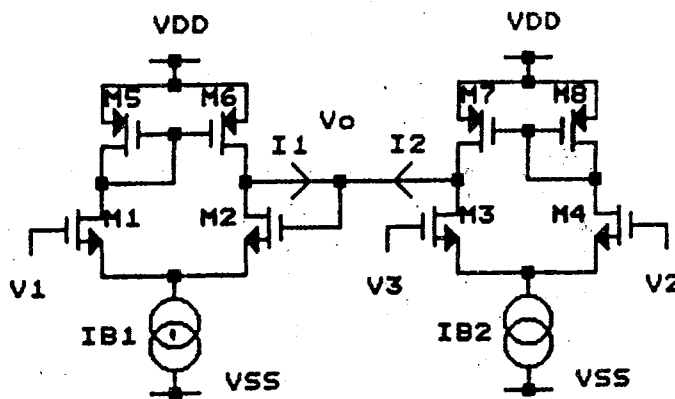 VDD VDD
M5 M6 M7 M8
Vo
I1 I2
M1 M2 M3 M4
V1 V3 V2
IB1 IB2
VSS VSS